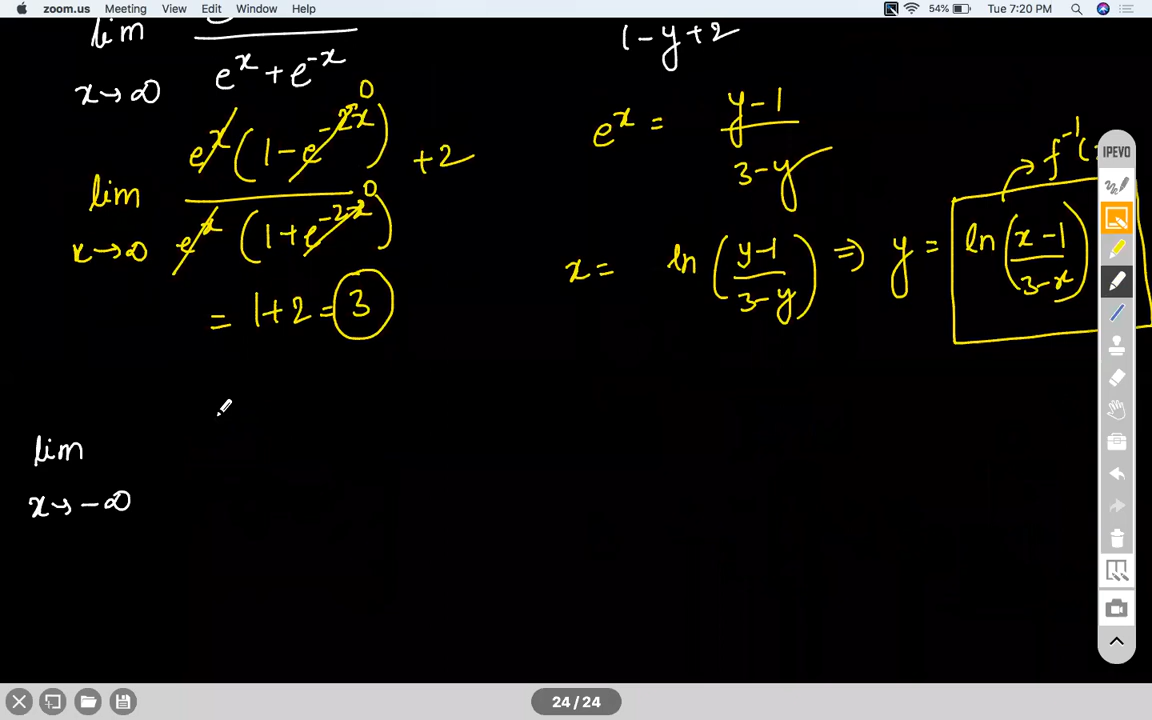 zoom.us Meeting View Edit Window Help 54% Tue 7:20 PM
lim
x→∞ e^x + e^-x
lim e^x (1 - e^-2x) 0 + 2
x→∞ e^x (1 + e^-2x) 0
= 1+2 = 3
lim
x→ -∞
1-y+2
e^x = y-1 / 3-y
x = ln (y-1 / 3-y) ⇒ y = ln (x-1 / 3-x)
f^-1(
IPEVO
24 / 24